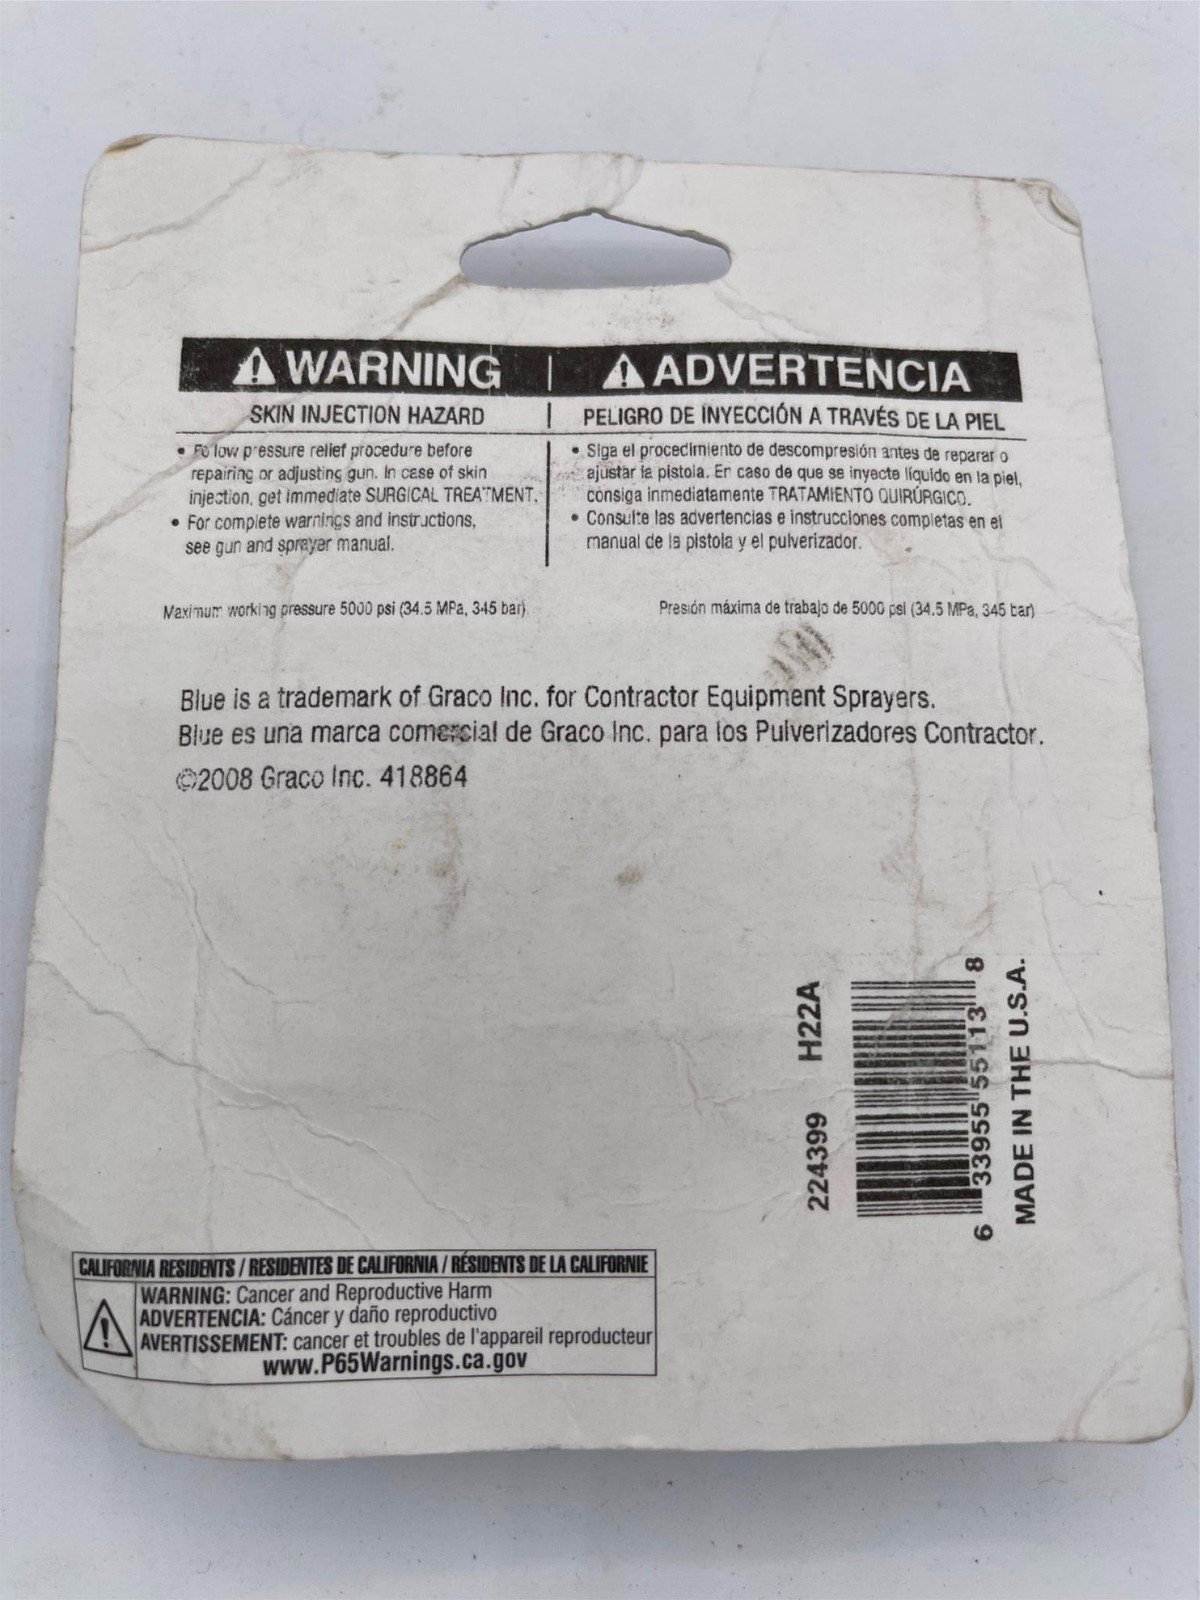 WARNING | ADVERTENCIA
SKIN INJECTION HAZARD | PELIGRO DE INYECCIÓN A TRAVÉS DE LA PIEL
• Follow pressure relief procedure before
repairing or adjusting gun. In case of skin
injection, get immediate SURGICAL TREATMENT.
• For complete warnings and instructions,
see gun and sprayer manual.
• Siga el procedimiento de descompresión antes de reparar o
ajustar la pistola. En caso de que se inyecte líquido en la piel,
consiga inmediatamente TRATAMIENTO QUIRÚRGICO.
• Consulte las advertencias e instrucciones completas en el
manual de la pistola y el pulverizador.
Maximum working pressure 5000 psi (34.5 MPa, 345 bar).
Presión máxima de trabajo de 5000 psi (34.5 MPa, 345 bar)
Blue is a trademark of Graco Inc. for Contractor Equipment Sprayers.
Blue es una marca comercial de Graco Inc. para los Pulverizadores Contractor.
©2008 Graco Inc. 418864
224399 H22A
6 33955 55113 8
MADE IN THE U.S.A.
CALIFORNIA RESIDENTS / RESIDENTES DE CALIFORNIA / RÉSIDENTS DE LA CALIFORNIE
WARNING: Cancer and Reproductive Harm
ADVERTENCIA: Cáncer y daño reproductivo
AVERTISSEMENT: cancer et troubles de l'appareil reproducteur
www.P65Warnings.ca.gov